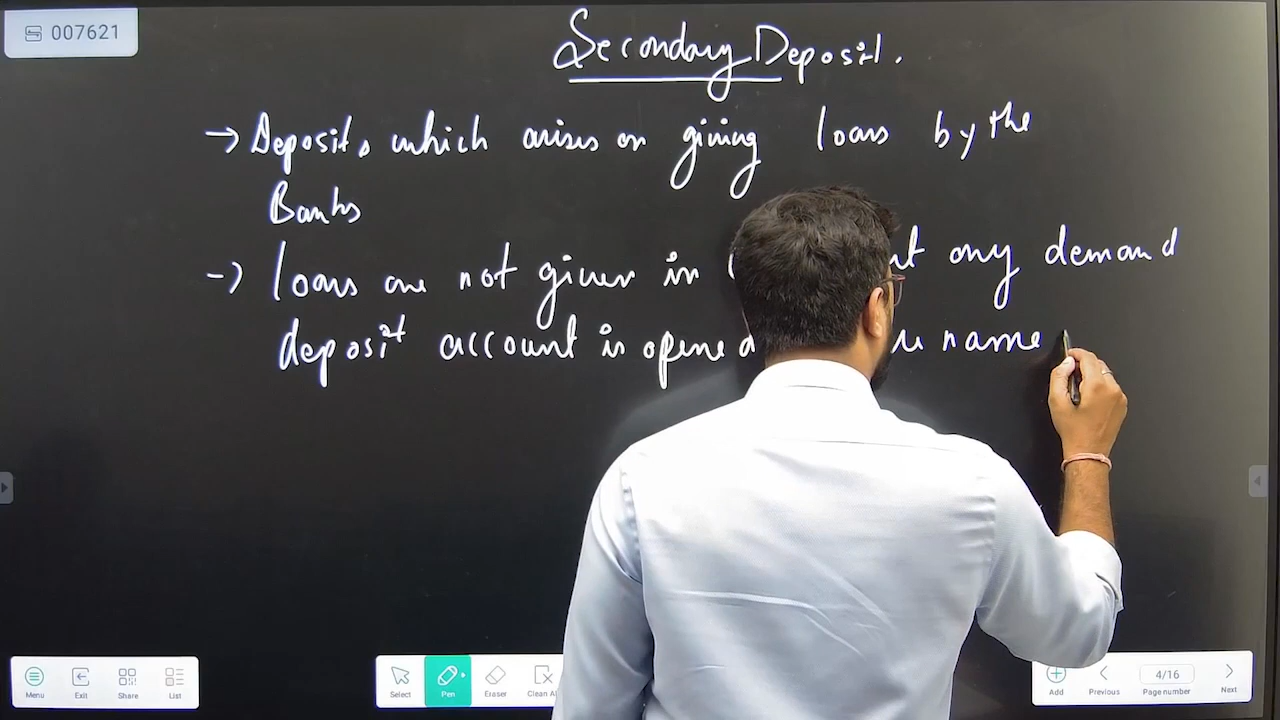 007621
Secondary Deposit.
→ Deposits which arises on giving loans by the
Banks
→ loans are not given in any demand
deposit account is opened name
Menu Exit Share List Select Pen Eraser Add Previous 4/16 Page number Next